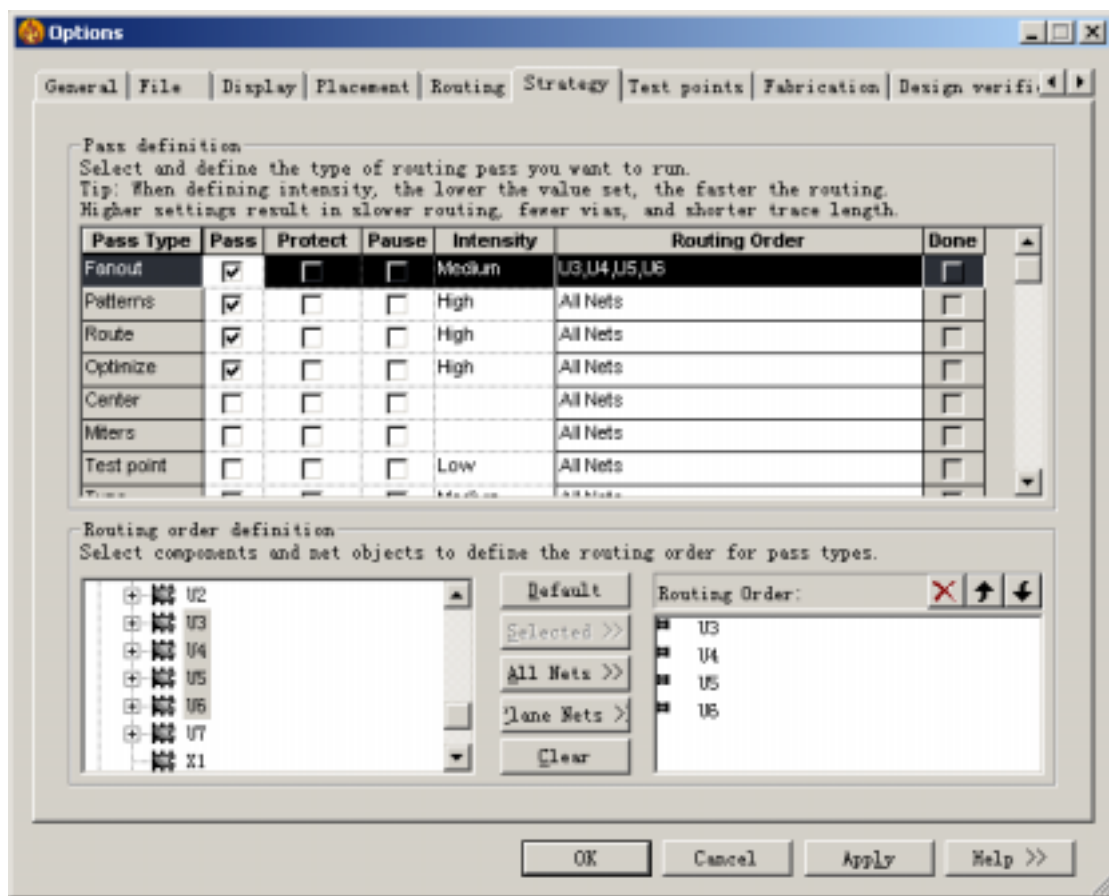 Options
General File Display Placement Routing Strategy Test points Fabrication Design verifi
Pass definition
Select and define the type of routing pass you want to run.
Tip: When defining intensity, the lower the value set, the faster the routing.
Higher settings result in slower routing, fewer vias, and shorter trace length.
Pass Type Pass Protect Pause Intensity Routing Order Done
Fanout Medium U3,U4,U5,U6
Patterns High All Nets
Route High All Nets
Optimize High All Nets
Center All Nets
Miters All Nets
Test point Low All Nets
Routing order definition
Select components and net objects to define the routing order for pass types.
U2
U3
U4
U5
U6
U7
X1
Default
Selected >>
All Nets >>
lane Nets >
Clear
Routing Order:
U3
U4
U5
U6
OK Cancel Apply Help >>